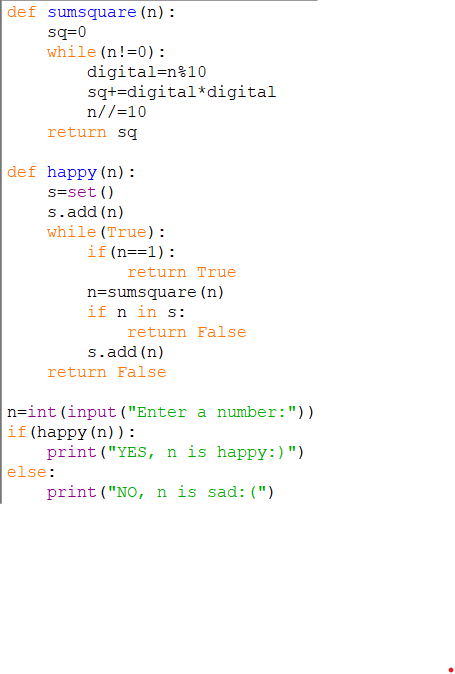 def sumsquare(n):
    sq=0
    while(n!=0):
        digital=n%10
        sq+=digital*digital
        n//=10
    return sq

def happy(n):
    s=set()
    s.add(n)
    while(True):
        if(n==1):
            return True
        n=sumsquare(n)
        if n in s:
            return False
        s.add(n)
    return False

n=int(input("Enter a number:"))
if(happy(n)):
    print("YES, n is happy:)")
else:
    print("NO, n is sad:(")